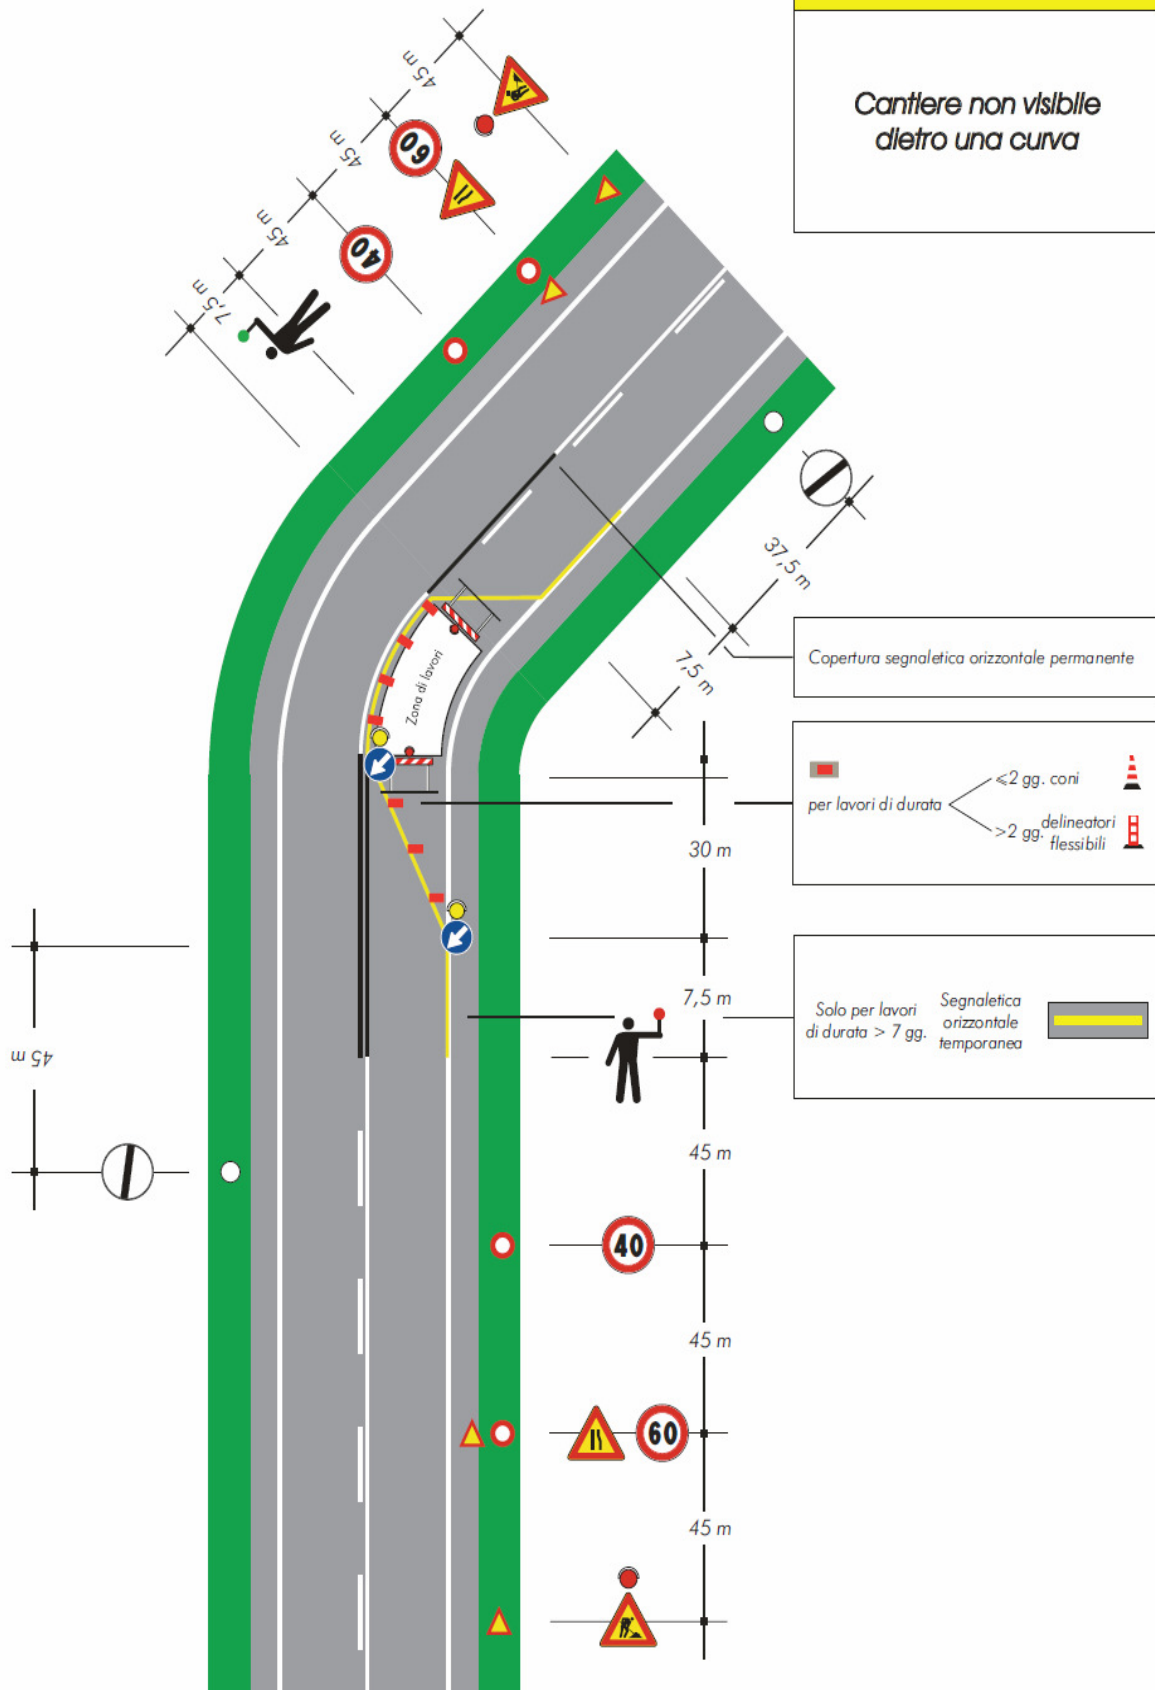 Cantiere non visibile
dietro una curva
45 m
60
45 m
40
45 m
7,5 m
37,5 m
7,5 m
Copertura segnaletica orizzontale permanente
Zona di lavori
per lavori di durata
⩽2 gg. coni
>2 gg. delineatori
flessibili
30 m
7,5 m
Solo per lavori
di durata > 7 gg.
Segnaletica
orizzontale
temporanea
45 m
45 m
40
45 m
60
45 m